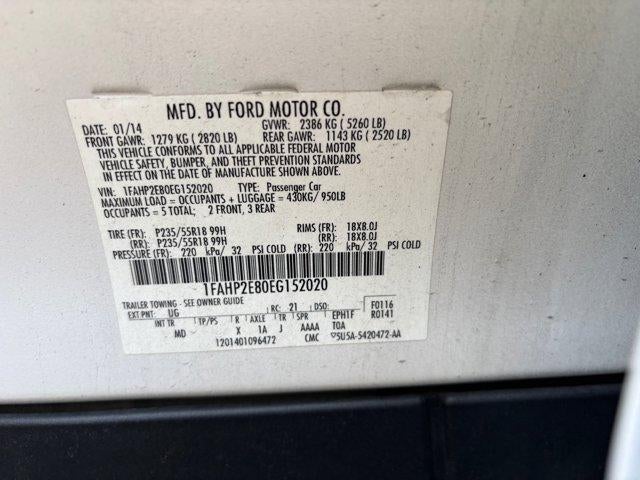 MFD. BY FORD MOTOR CO.
DATE: 01/14 GVWR: 2386 KG ( 5260 LB)
FRONT GAWR: 1279 KG ( 2820 LB) REAR GAWR: 1143 KG ( 2520 LB)
THIS VEHICLE CONFORMS TO ALL APPLICABLE FEDERAL MOTOR
VEHICLE SAFETY, BUMPER, AND THEFT PREVENTION STANDARDS
IN EFFECT ON THE DATE OF MANUFACTURE SHOWN ABOVE.
VIN: 1FAHP2E80EG152020 TYPE: Passenger Car
MAXIMUM LOAD = OCCUPANTS + LUGGAGE = 430KG/ 950LB
OCCUPANTS = 5 TOTAL; 2 FRONT, 3 REAR
TIRE (FR): P235/55R18 99H RIMS (FR): 18X8.0J
(RR): P235/55R18 99H (RR): 18X8.0J
PRESSURE (FR): 220 kPa/ 32 PSI COLD (RR): 220 kPa/ 32 PSI COLD
1FAHP2E80EG152020
TRAILER TOWING - SEE OWNER GUIDE
EXT PNT: UG RC: 21 DSO: F0116
R0141
INT TR TP/PS R AXLE TR SPR EPH1F
MD X 1A J AAAA TOA
1201401096472 CMC 5U5A-5420472-AA